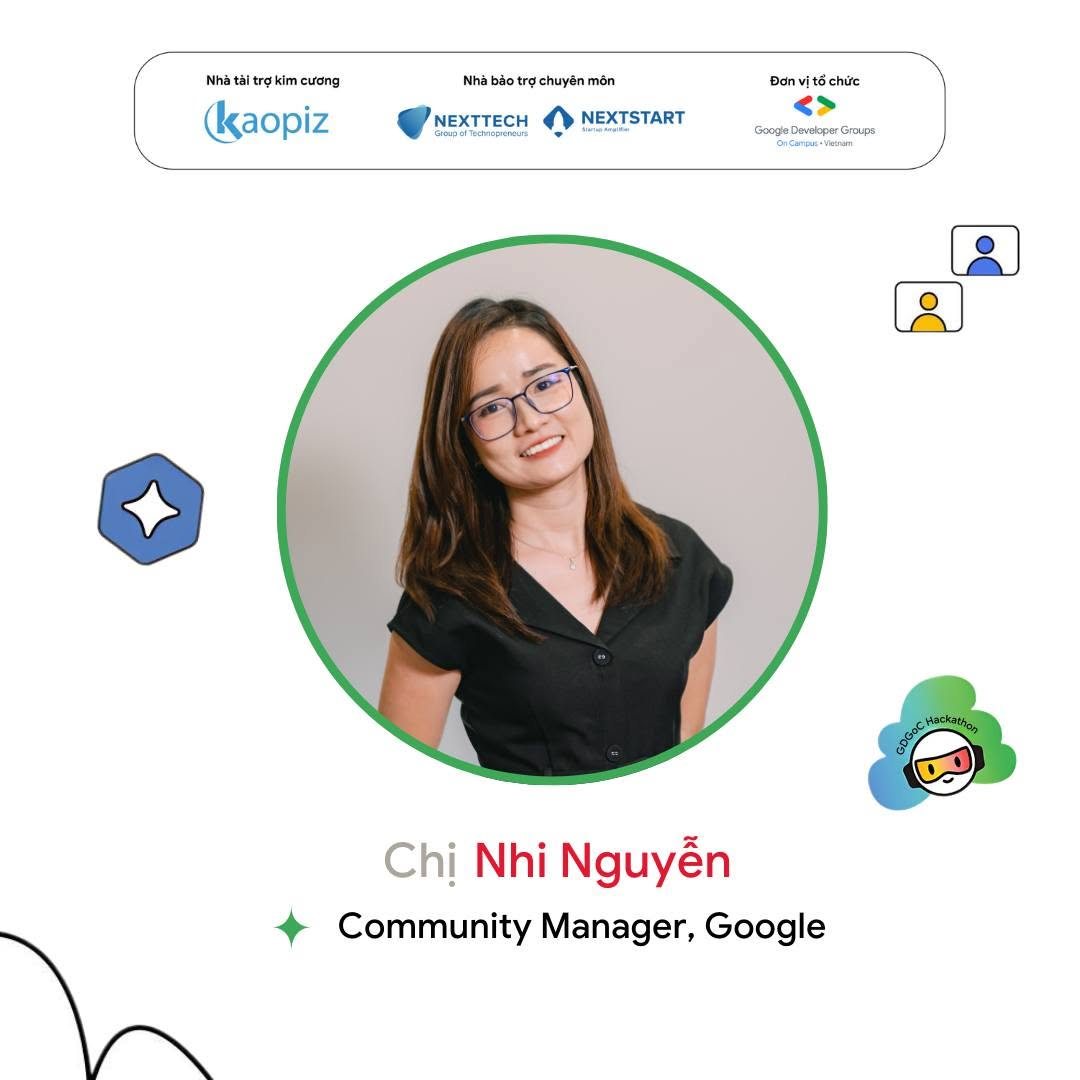 Nhà tài trợ kim cương
kaopiz
Nhà bảo trợ chuyên môn
NEXTTECH
Group of Technopreneurs
NEXTSTART
Startup Amplifier
Đơn vị tổ chức
Google Developer Groups
On Campus • Vietnam
GDGoC Hackathon
Chị Nhi Nguyễn
Community Manager, Google